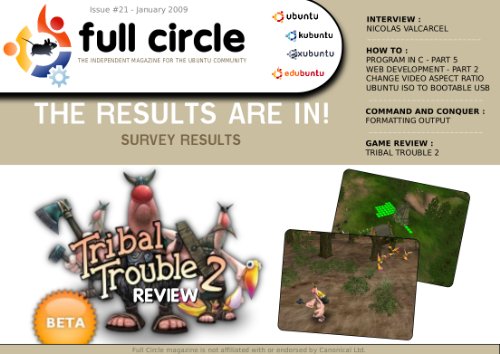 Issue #21 - January 2009
full circle
THE INDEPENDENT MAGAZINE FOR THE UBUNTU COMMUNITY
ubuntu
kubuntu
xubuntu
edubuntu
INTERVIEW :
NICOLAS VALCARCEL
HOW TO :
PROGRAM IN C - PART 5
WEB DEVELOPMENT - PART 2
CHANGE VIDEO ASPECT RATIO
UBUNTU ISO TO BOOTABLE USB
COMMAND AND CONQUER :
FORMATTING OUTPUT
GAME REVIEW :
TRIBAL TROUBLE 2
THE RESULTS ARE IN!
SURVEY RESULTS
Tribal
Trouble 2
REVIEW
BETA
Full Circle magazine is not affiliated with or endorsed by Canonical Ltd.